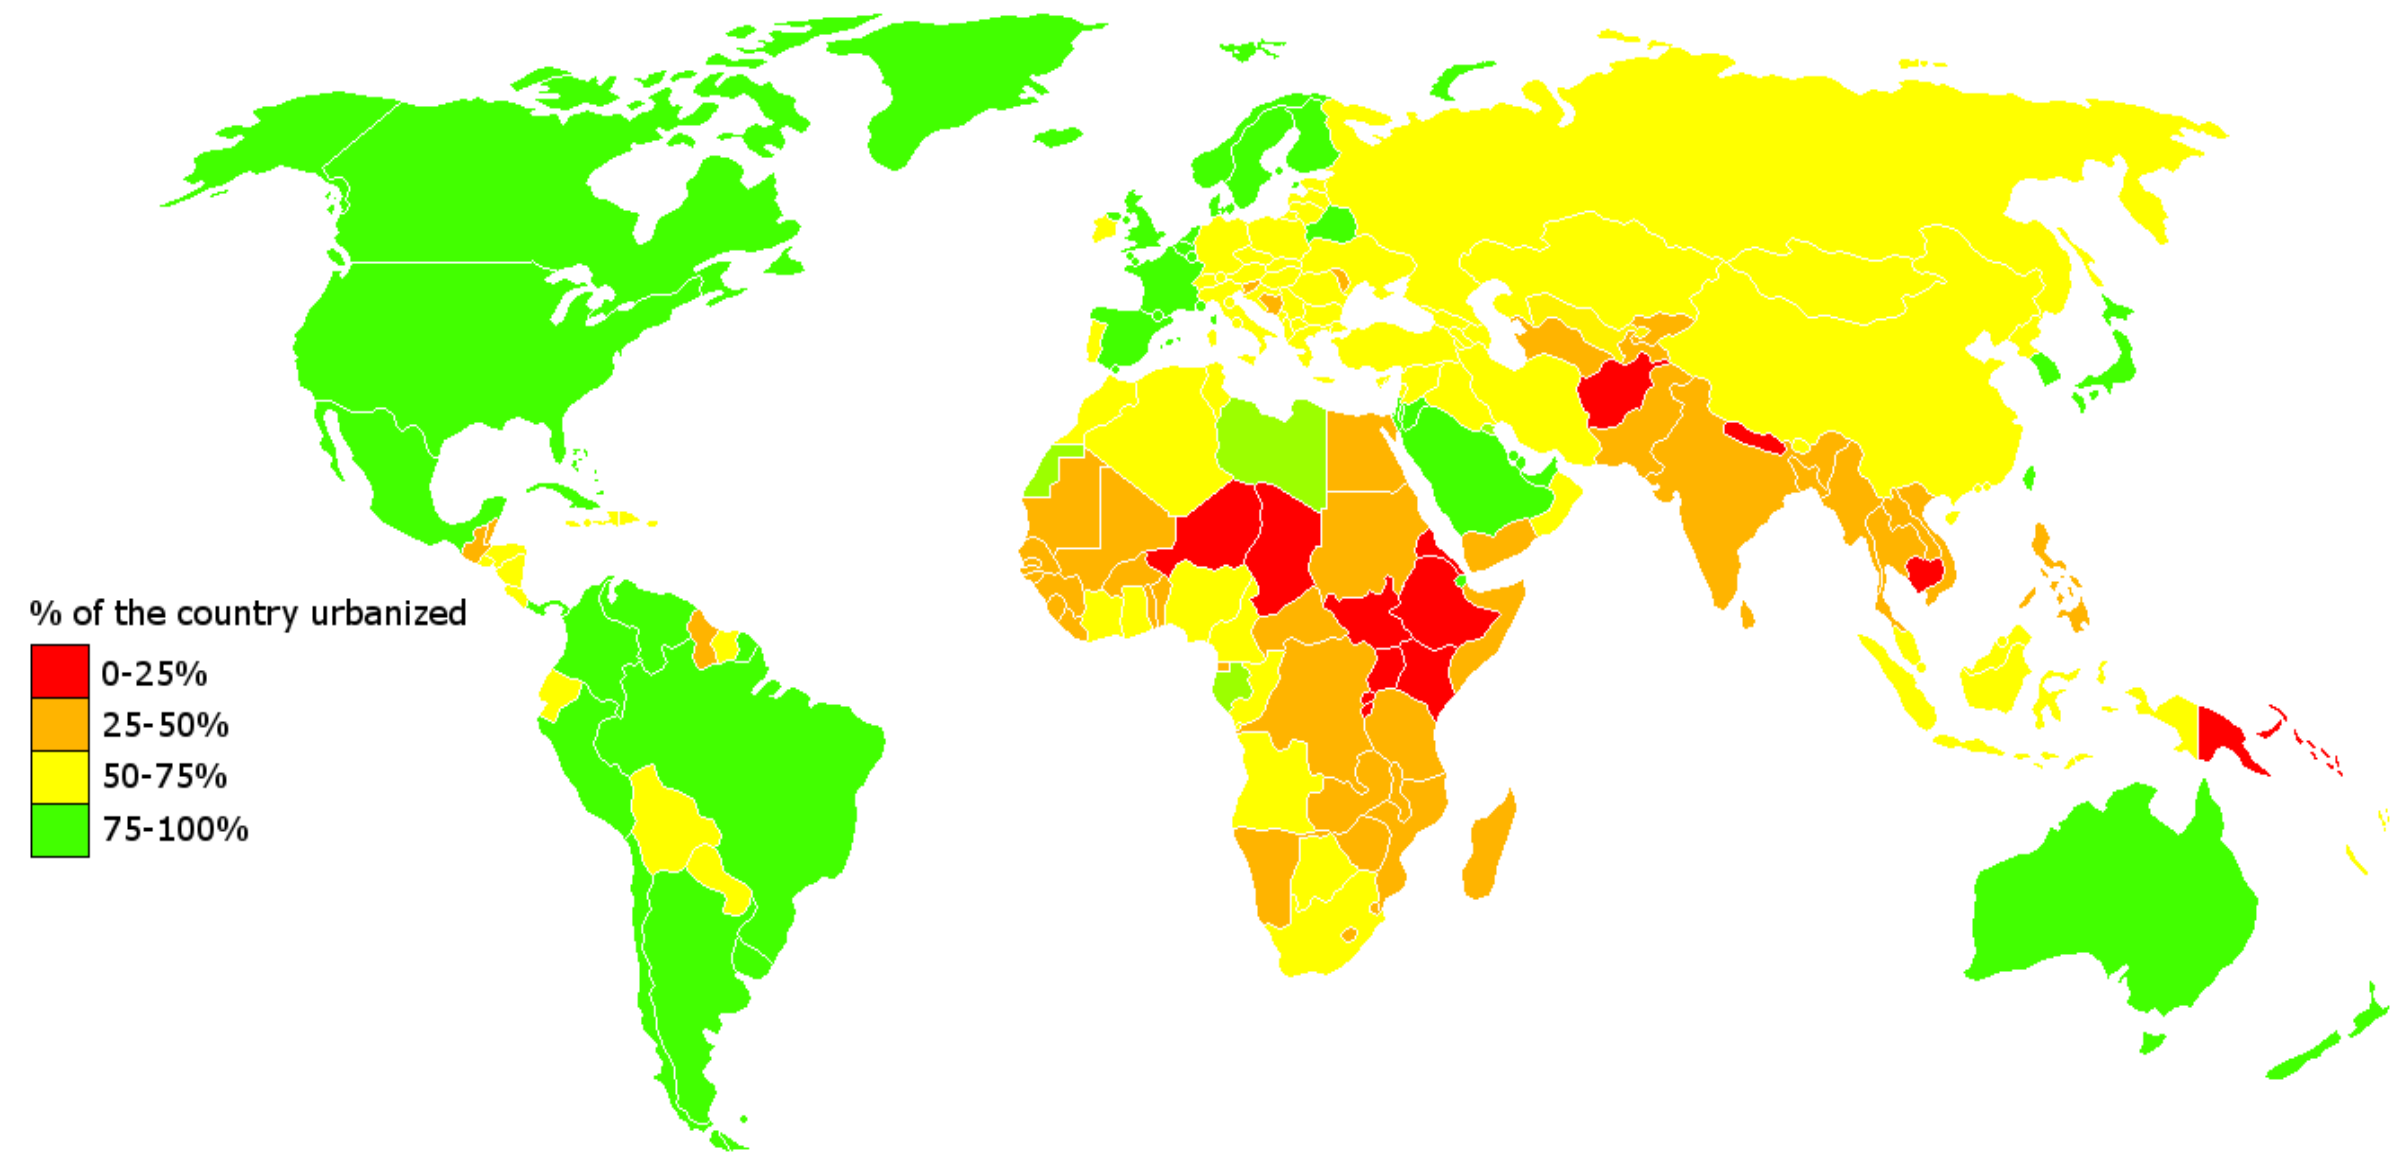 % of the country urbanized
0-25%
25-50%
50-75%
75-100%